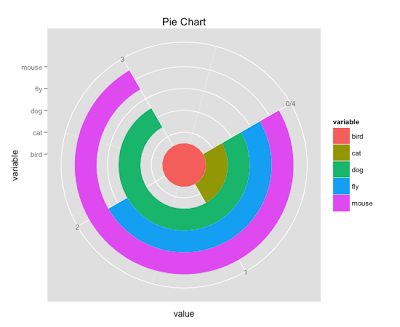 Pie Chart
3
mouse
fly
dog
cat
bird
0/4
variable
2
1
value
variable
bird
cat
dog
fly
mouse